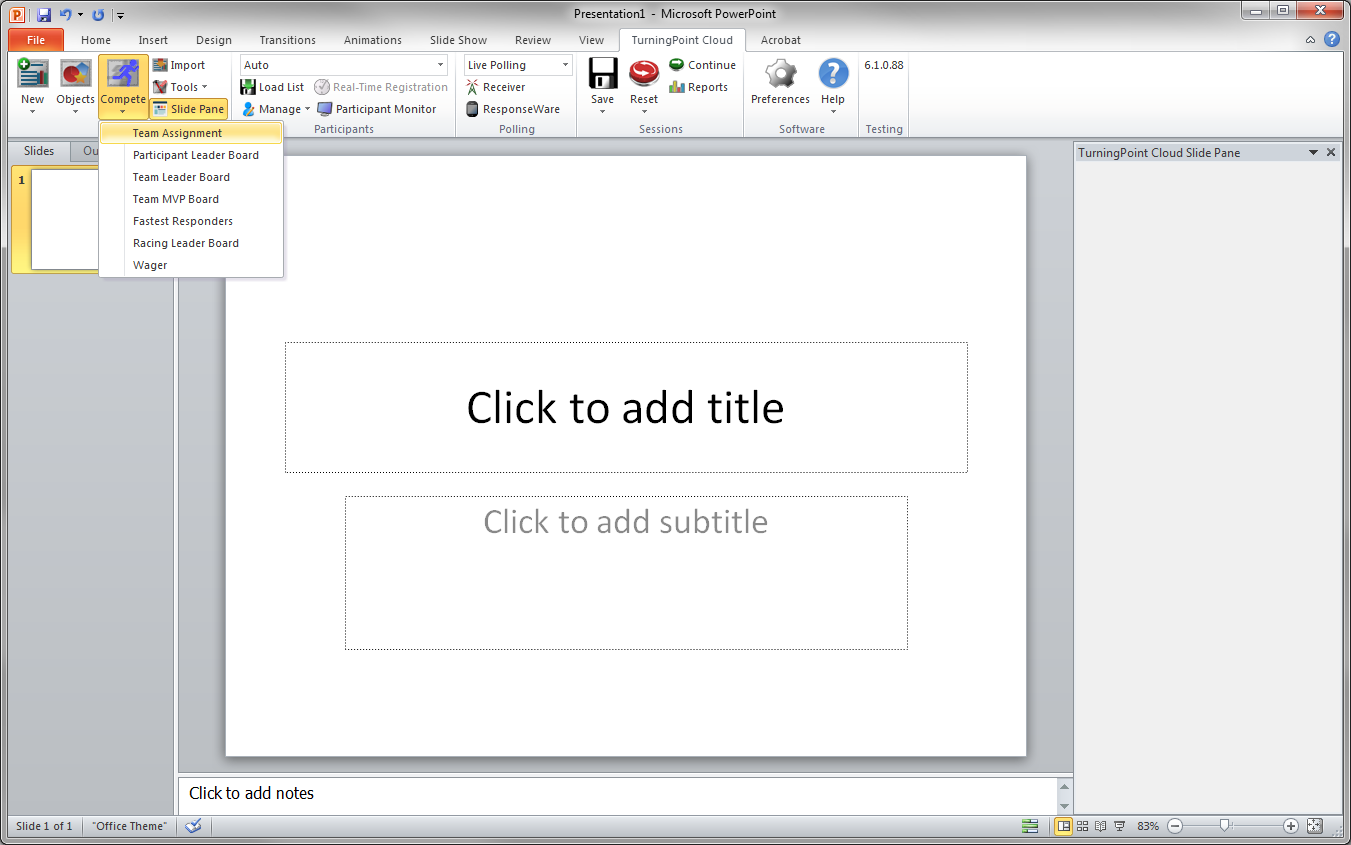 Presentation1 - Microsoft PowerPoint
File Home Insert Design Transitions Animations Slide Show Review View TurningPoint Cloud Acrobat
New Objects Compete Import Tools Slide Pane
Auto
Load List Real-Time Registration
Manage Participant Monitor
Participants
Live Polling
Receiver
ResponseWare
Polling
Save Reset Continue Reports
Sessions
Preferences Help
Software
6.1.0.88
Testing
Team Assignment
Participant Leader Board
Team Leader Board
Team MVP Board
Fastest Responders
Racing Leader Board
Wager
Slides Ou
1
TurningPoint Cloud Slide Pane
Click to add title
Click to add subtitle
Click to add notes
Slide 1 of 1 "Office Theme" 83%